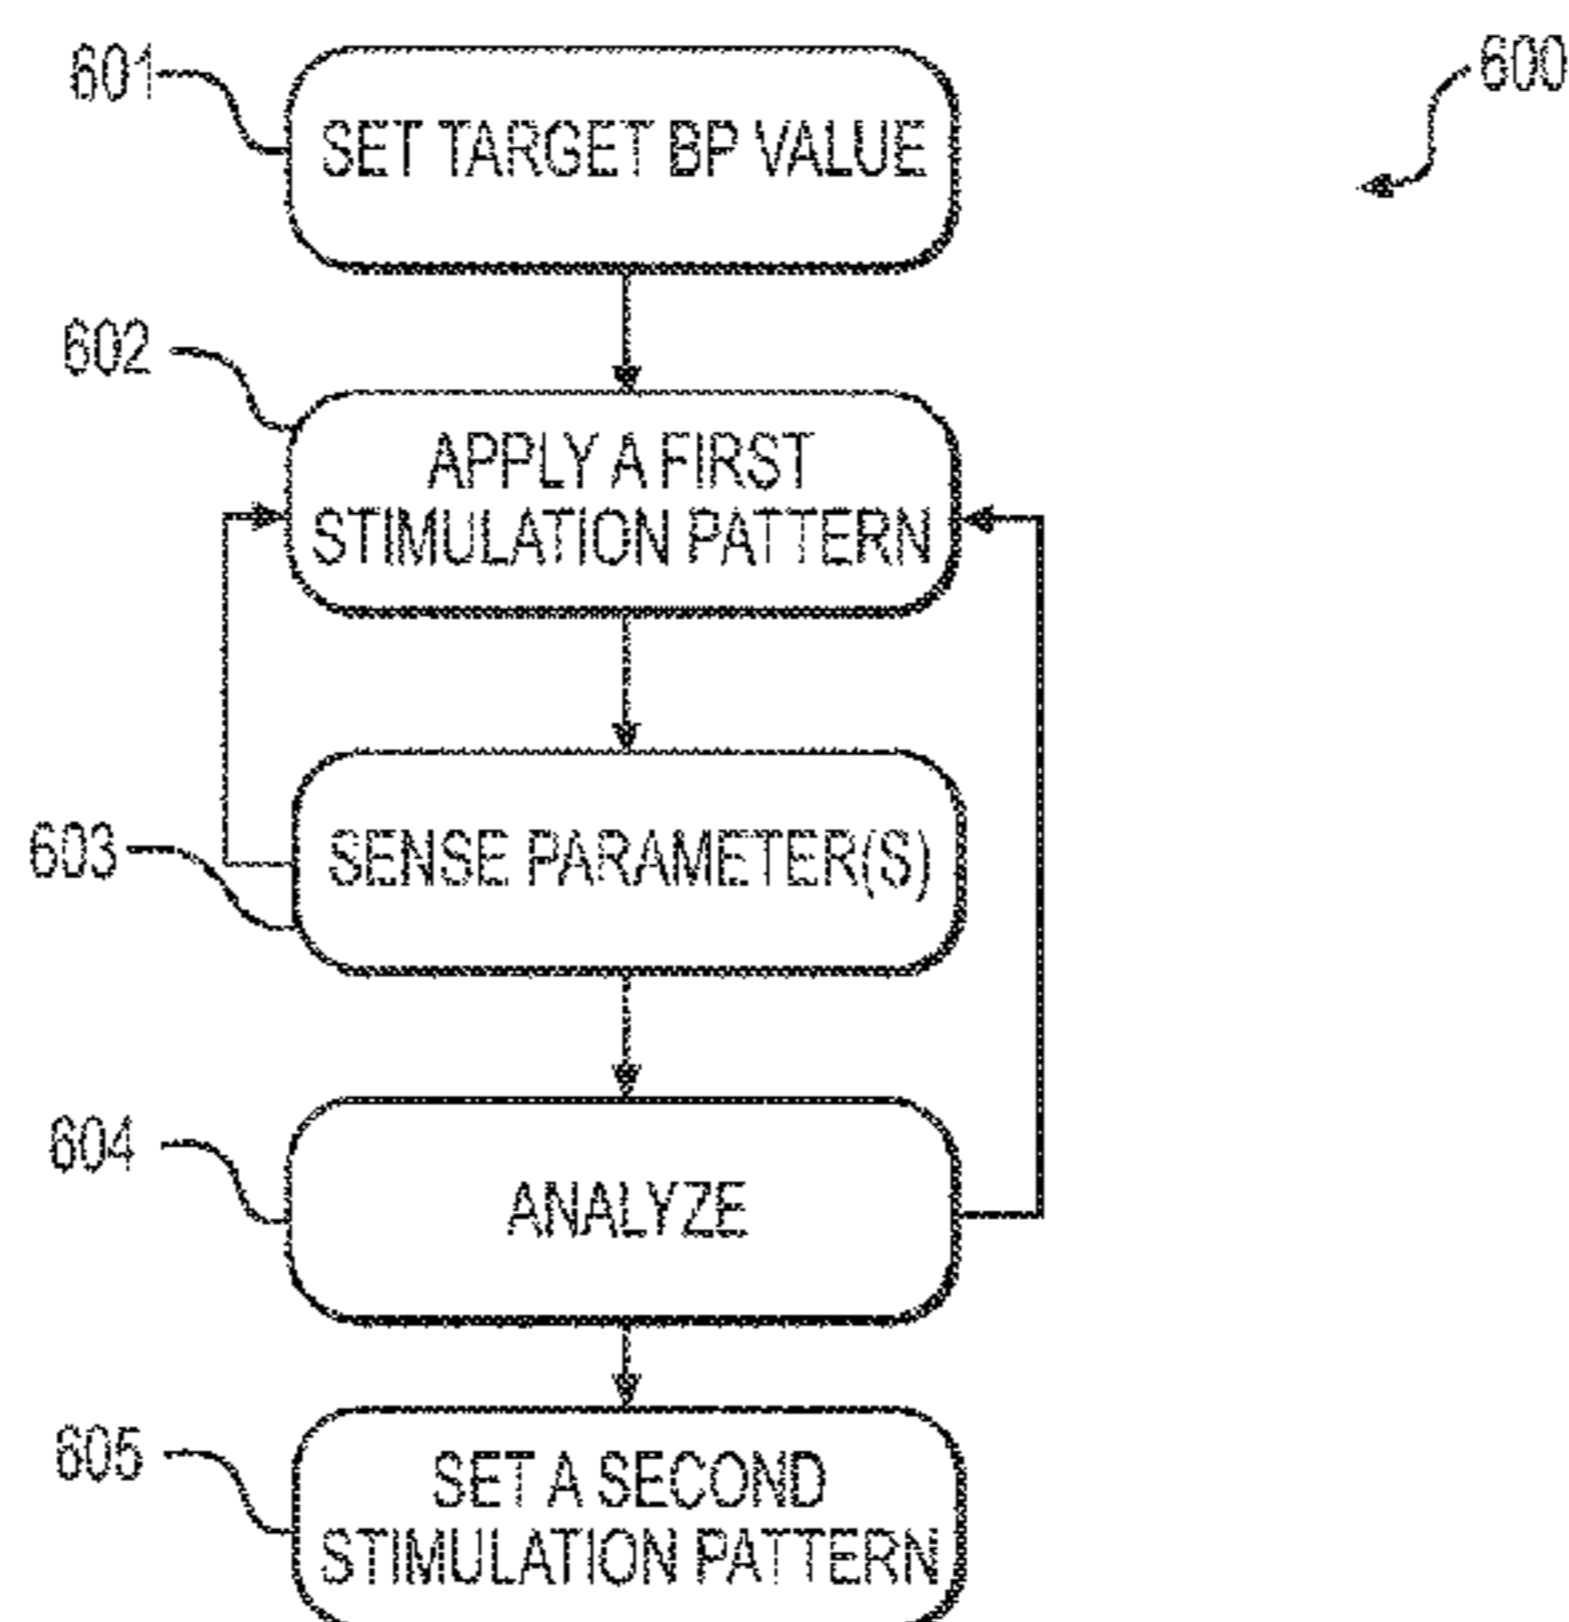 601
SET TARGET BP VALUE
600
602
APPLY A FIRST
STIMULATION PATTERN
603
SENSE PARAMETER(S)
604
ANALYZE
605
SET A SECOND
STIMULATION PATTERN